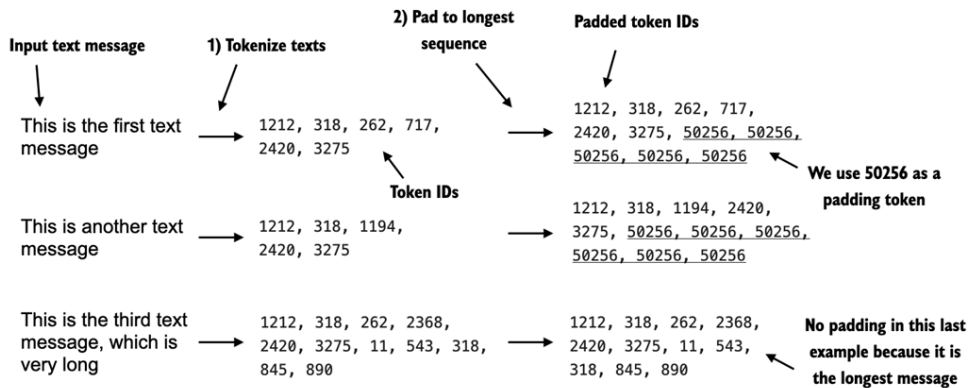 Input text message
1) Tokenize texts
2) Pad to longest
sequence
Padded token IDs
This is the first text
message
1212, 318, 262, 717,
2420, 3275
Token IDs
1212, 318, 262, 717,
2420, 3275, 50256, 50256,
50256, 50256, 50256
We use 50256 as a
padding token
This is another text
message
1212, 318, 1194,
2420, 3275
1212, 318, 1194, 2420,
3275, 50256, 50256, 50256,
50256, 50256, 50256
This is the third text
message, which is
very long
1212, 318, 262, 2368,
2420, 3275, 11, 543, 318,
845, 890
1212, 318, 262, 2368,
2420, 3275, 11, 543,
318, 845, 890
No padding in this last
example because it is
the longest message